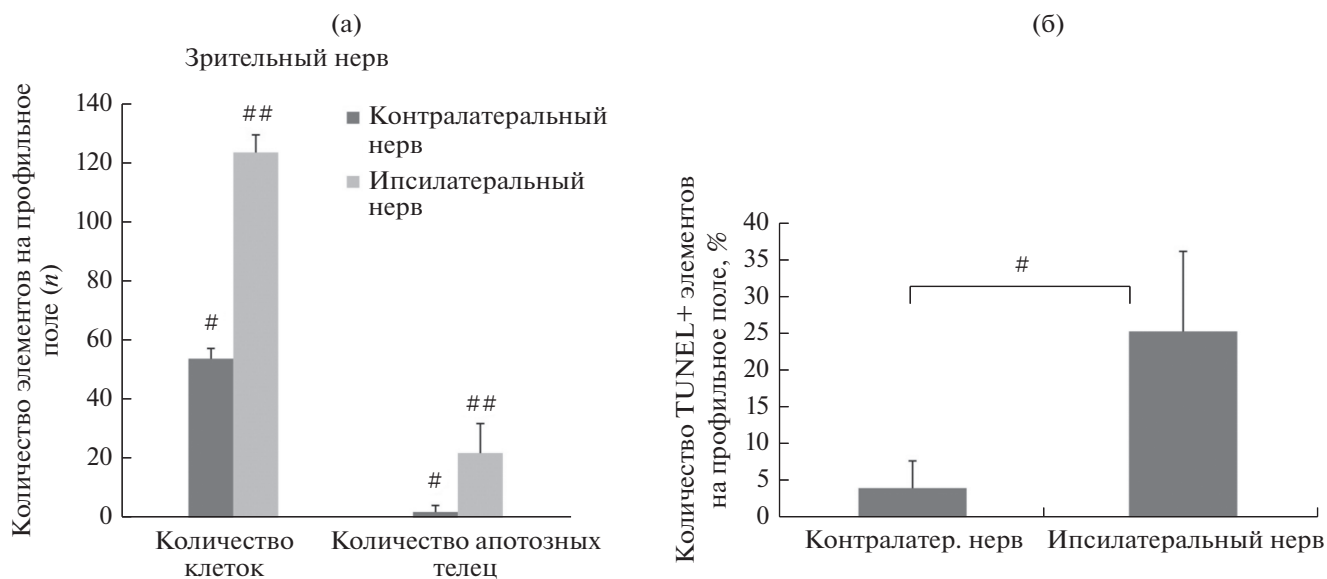 (а)
Зрительный нерв
Количество элементов на профильное
поле (n)
140
120
100
80
60
40
20
0
#
##
#
##
Контралатеральный
нерв
Ипсилатеральный
нерв
Количество
клеток
Количество апотозных
телец
(б)
Количество TUNEL+ элементов
на профильное поле, %
40
35
30
25
20
15
10
5
0
#
Контралатер. нерв
Ипсилатеральный нерв